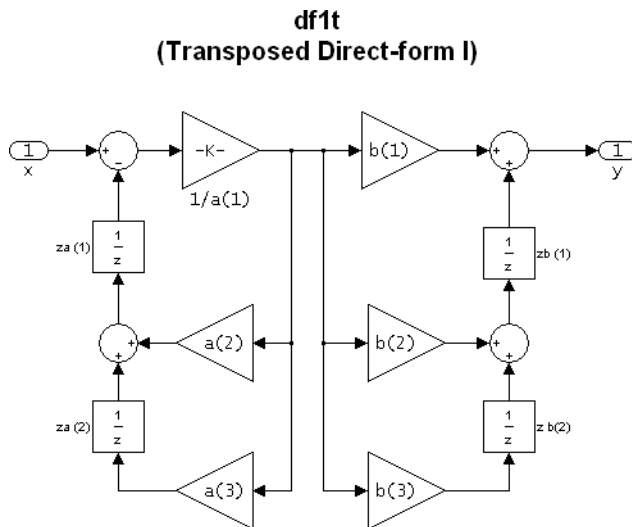 df1t
(Transposed Direct-form I)
1
x
+
-
-K-
1/a(1)
b(1)
+
+
1
y
za(1)
1
z
1
z
zb(1)
+
+
a(2)
b(2)
+
+
za(2)
1
z
1
z
zb(2)
a(3)
b(3)